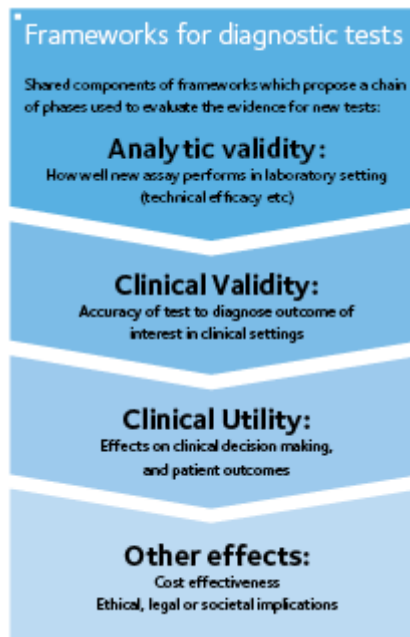 Frameworks for diagnostic tests
Shared components of frameworks which propose a chain
of phases used to evaluate the evidence for new tests:
Analytic validity:
How well new assay performs in laboratory setting
(technical efficacy etc)
Clinical Validity:
Accuracy of test to diagnose outcome of
interest in clinical settings
Clinical Utility:
Effects on clinical decision making,
and patient outcomes
Other effects:
Cost effectiveness
Ethical, legal or societal implications